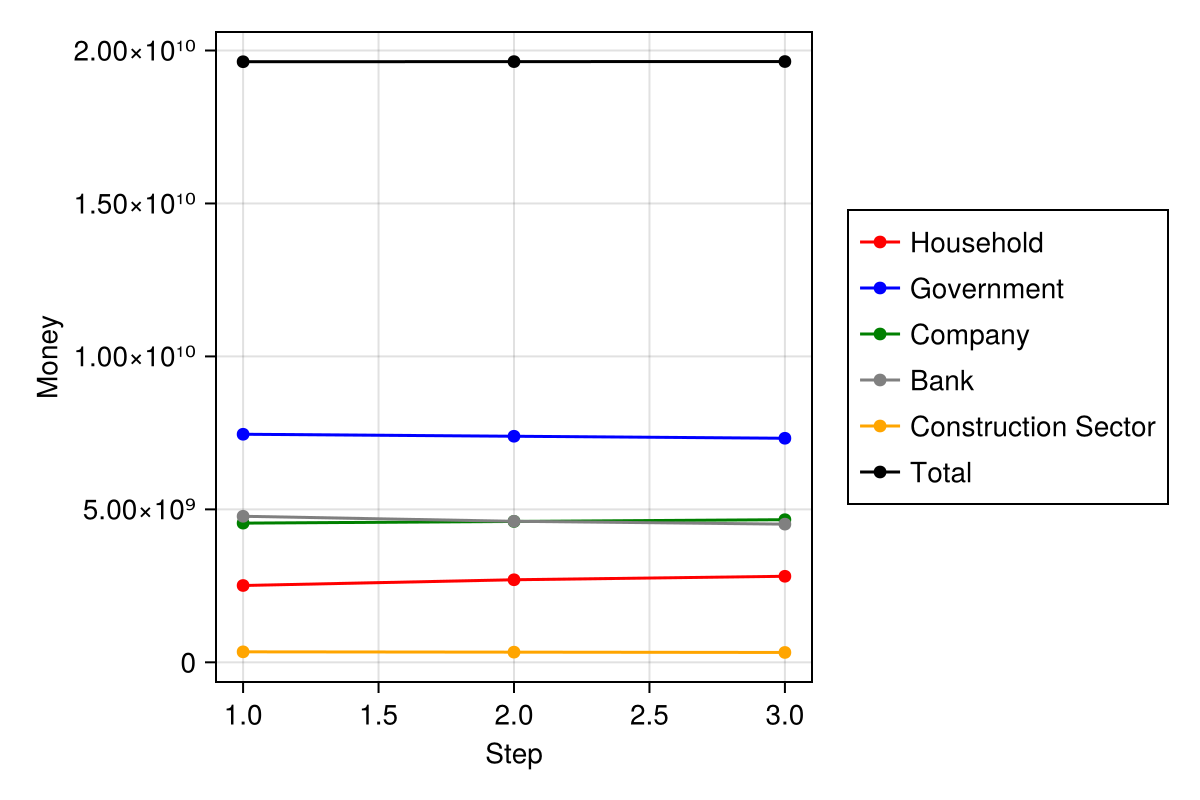 Money
2.00×10¹⁰
1.50×10¹⁰
1.00×10¹⁰
5.00×10⁹
0
1.0 1.5 2.0 2.5 3.0
Step
Household
Government
Company
Bank
Construction Sector
Total